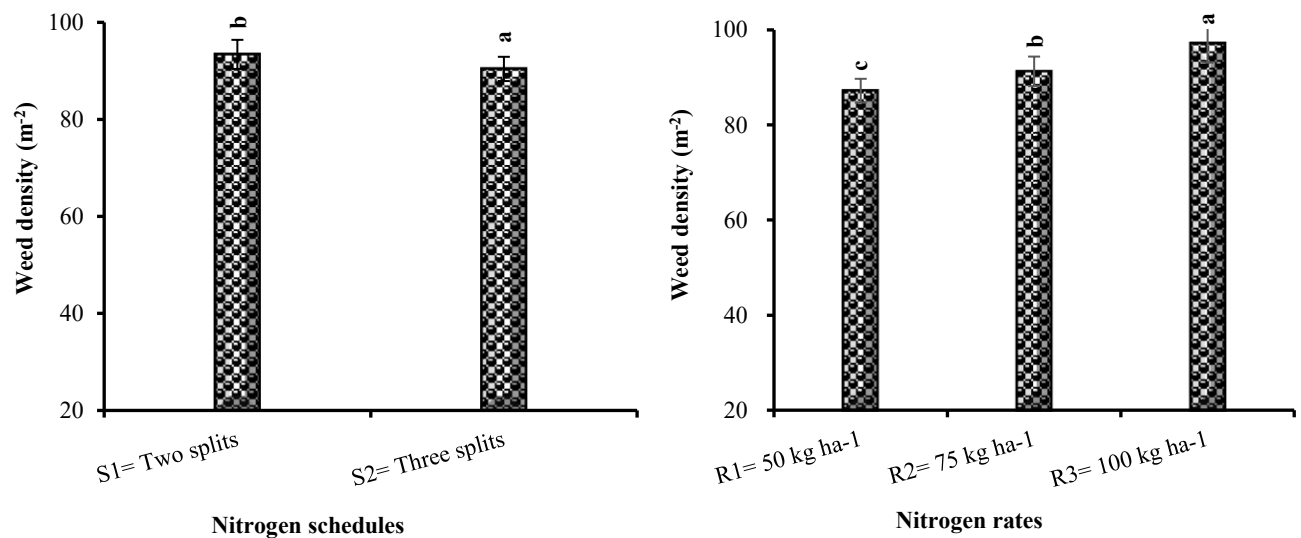 100
80
60
40
20
Weed density (m-2)
b
a
S1= Two splits
S2= Three splits
Nitrogen schedules
100
80
60
40
20
Weed density (m-2)
c
b
a
R1= 50 kg ha-1
R2= 75 kg ha-1
R3= 100 kg ha-1
Nitrogen rates